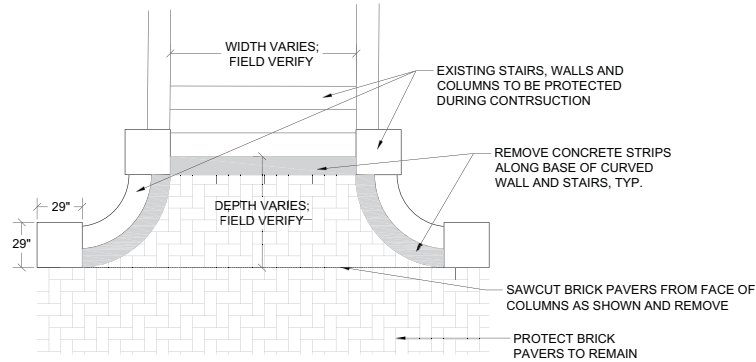 WIDTH VARIES;
FIELD VERIFY
EXISTING STAIRS, WALLS AND
COLUMNS TO BE PROTECTED
DURING CONTRSUCTION
REMOVE CONCRETE STRIPS
ALONG BASE OF CURVED
WALL AND STAIRS, TYP.
DEPTH VARIES;
FIELD VERIFY
29"
29"
SAWCUT BRICK PAVERS FROM FACE OF
COLUMNS AS SHOWN AND REMOVE
PROTECT BRICK
PAVERS TO REMAIN